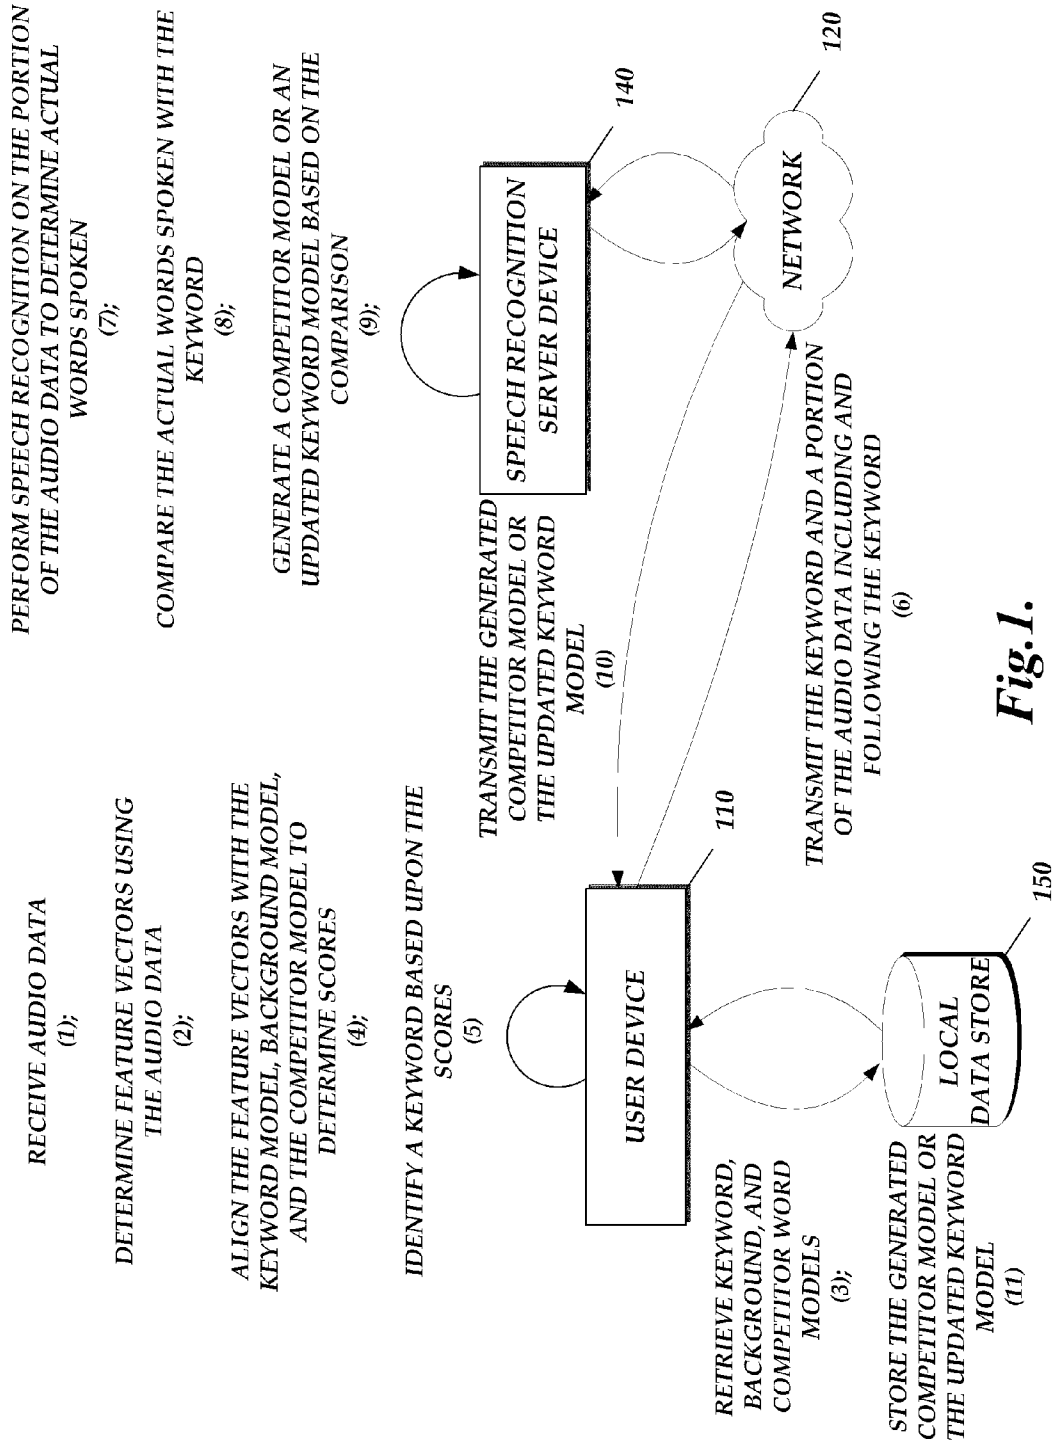 RECEIVE AUDIO DATA
(1);
DETERMINE FEATURE VECTORS USING
THE AUDIO DATA
(2);
ALIGN THE FEATURE VECTORS WITH THE
KEYWORD MODEL, BACKGROUND MODEL,
AND THE COMPETITOR MODEL TO
DETERMINE SCORES
(4);
IDENTIFY A KEYWORD BASED UPON THE
SCORES
(5)
PERFORM SPEECH RECOGNITION ON THE PORTION
OF THE AUDIO DATA TO DETERMINE ACTUAL
WORDS SPOKEN
(7);
COMPARE THE ACTUAL WORDS SPOKEN WITH THE
KEYWORD
(8);
GENERATE A COMPETITOR MODEL OR AN
UPDATED KEYWORD MODEL BASED ON THE
COMPARISON
(9);
TRANSMIT THE GENERATED
COMPETITOR MODEL OR
THE UPDATED KEYWORD
MODEL
(10)
SPEECH RECOGNITION
SERVER DEVICE
140
USER DEVICE
110
NETWORK
120
RETRIEVE KEYWORD,
BACKGROUND, AND
COMPETITOR WORD
MODELS
(3);
TRANSMIT THE KEYWORD AND A PORTION
OF THE AUDIO DATA INCLUDING AND
FOLLOWING THE KEYWORD
(6)
STORE THE GENERATED
COMPETITOR MODEL OR
THE UPDATED KEYWORD
MODEL
(11)
LOCAL
DATA STORE
150
Fig.1.